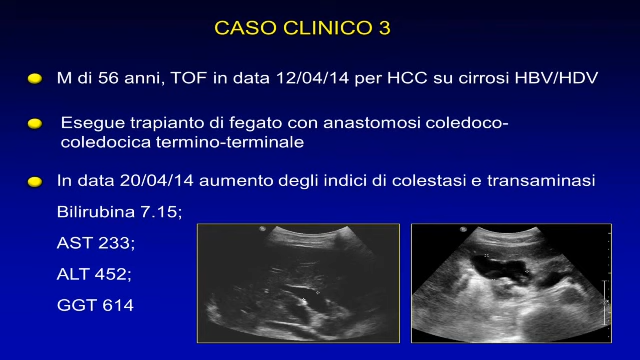 CASO CLINICO 3
M di 56 anni, TOF in data 12/04/14 per HCC su cirrosi HBV/HDV
Esegue trapianto di fegato con anastomosi coledoco-
coledocica termino-terminale
In data 20/04/14 aumento degli indici di colestasi e transaminasi
Bilirubina 7.15;
AST 233;
ALT 452;
GGT 614